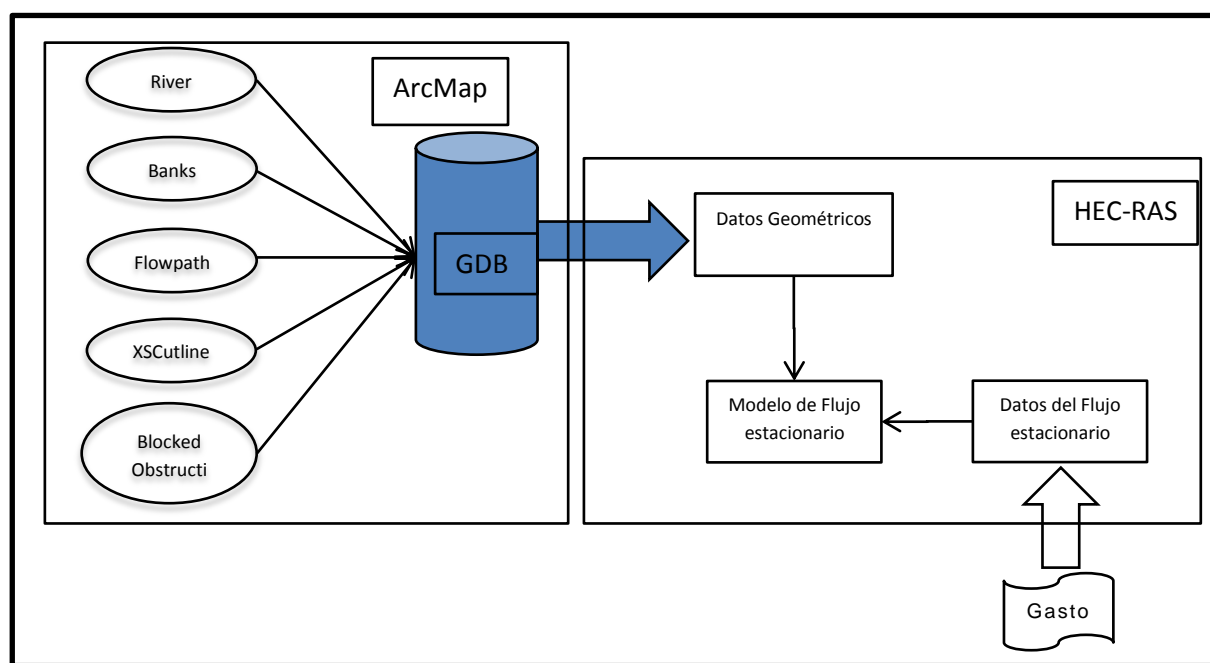 River
ArcMap
Banks
Flowpath
XSCutline
Blocked
Obstructi
GDB
HEC-RAS
Datos Geométricos
Modelo de Flujo
estacionario
Datos del Flujo
estacionario
Gasto